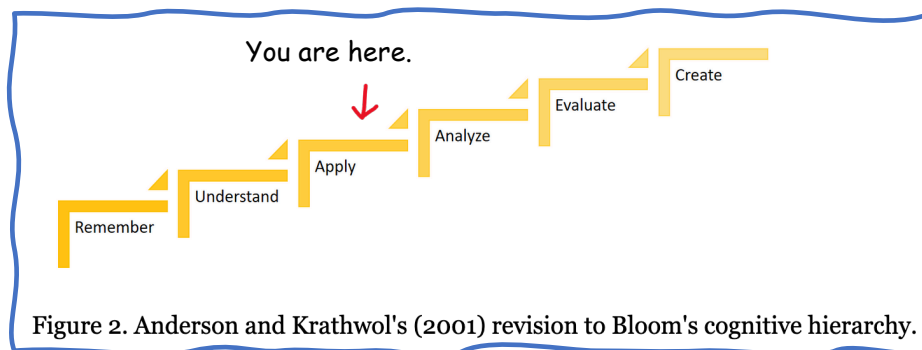 You are here.
Create
Evaluate
Analyze
Apply
Understand
Remember
Figure 2. Anderson and Krathwol's (2001) revision to Bloom's cognitive hierarchy.